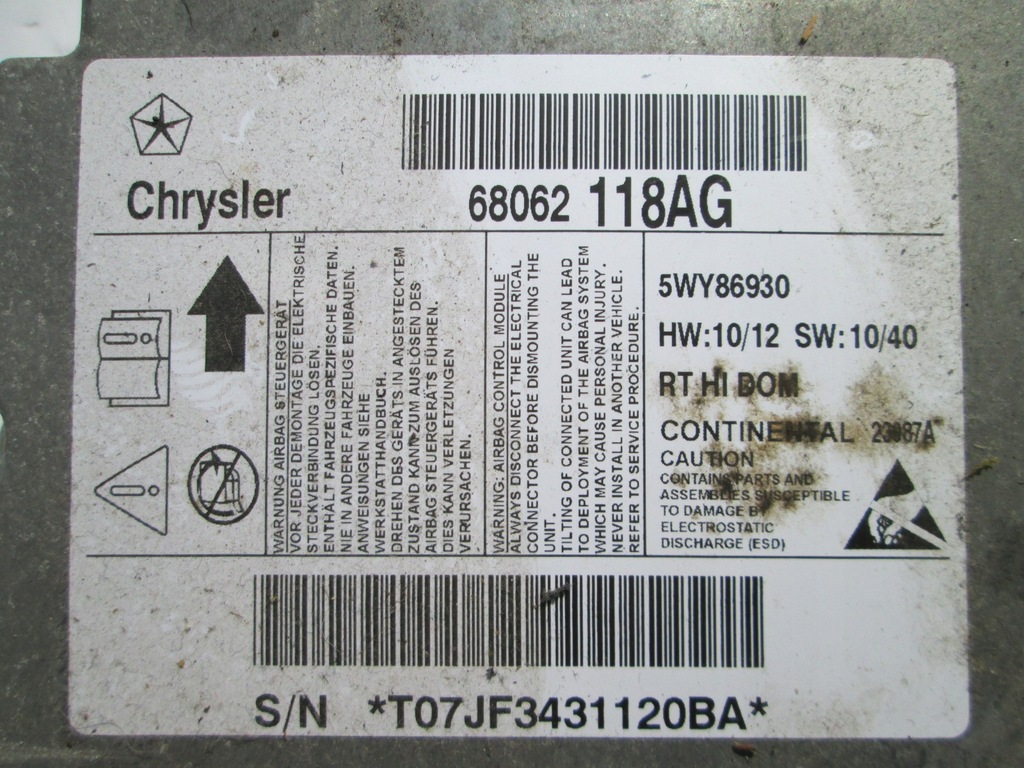 Chrysler
68062 118AG
WARNUNG AIRBAG STEUERGERÄT
VOR JEDER DEMONTAGE DIE ELEKTRISCHE
STECKVERBINDUNG LÖSEN.
ENTHÄLT FAHRZEUGSPEZIFISCHE DATEN.
NIE IN ANDERE FAHRZEUGE EINBAUEN.
ANWEISUNGEN SIEHE
WERKSTATTHANDBUCH.
DREHEN DES GERÄTS IN ANGESTECKTEM
ZUSTAND KANN ZUM AUSLÖSEN DES
AIRBAG STEUERGERÄTS FÜHREN.
DIES KANN VERLETZUNGEN
VERURSACHEN.
WARNING: AIRBAG CONTROL MODULE
ALWAYS DISCONNECT THE ELECTRICAL
CONNECTOR BEFORE DISMOUNTING THE
UNIT.
TILTING OF CONNECTED UNIT CAN LEAD
TO DEPLOYMENT OF THE AIRBAG SYSTEM
WHICH MAY CAUSE PERSONAL INJURY.
NEVER INSTALL IN ANOTHER VEHICLE.
REFER TO SERVICE PROCEDURE.
5WY86930
HW:10/12 SW:10/40
RT HI DOM
CONTINENTAL 23087A
CAUTION
CONTAINS PARTS AND
ASSEMBLIES SUSCEPTIBLE
TO DAMAGE BY
ELECTROSTATIC
DISCHARGE (ESD)
S/N *T07JF3431120BA*